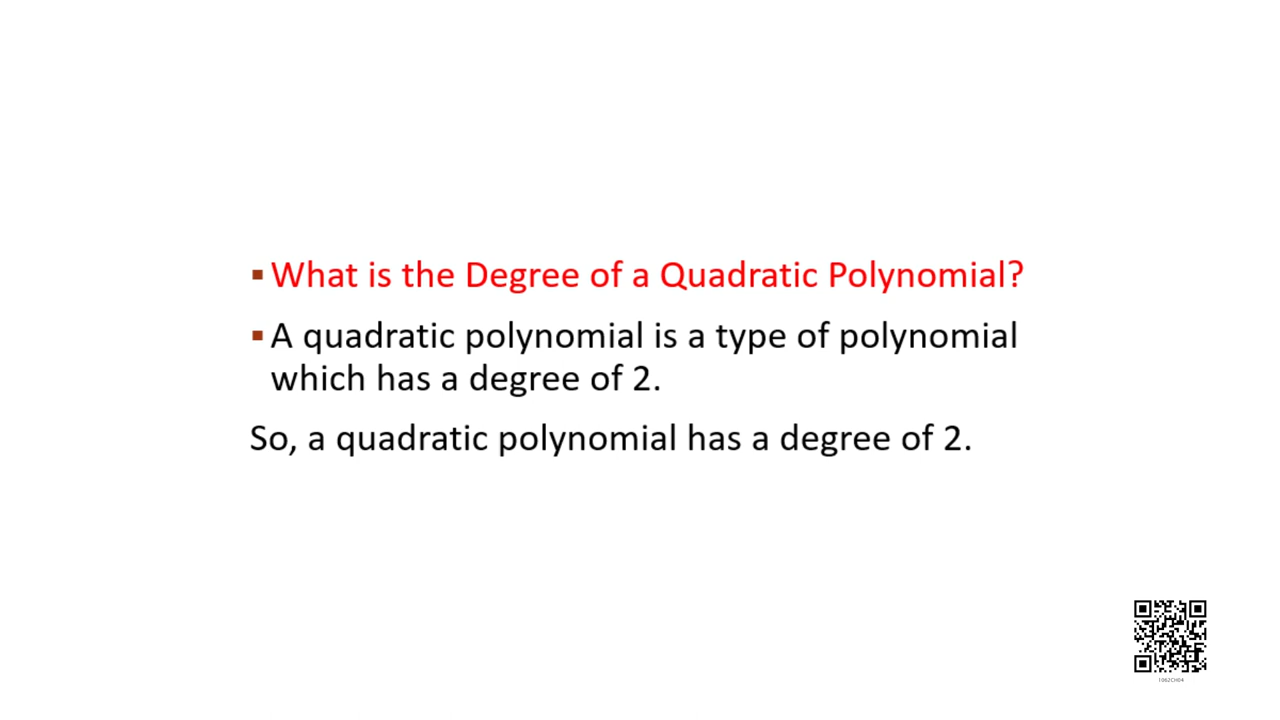 ▪ What is the Degree of a Quadratic Polynomial?
▪ A quadratic polynomial is a type of polynomial
which has a degree of 2.
So, a quadratic polynomial has a degree of 2.
1062CH04